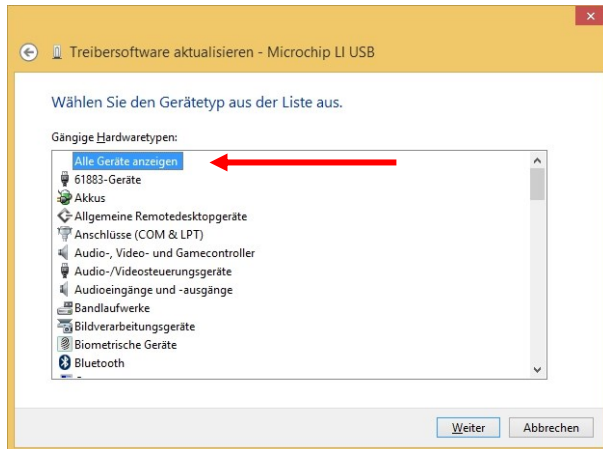 Treibersoftware aktualisieren - Microchip LI USB
Wählen Sie den Gerätetyp aus der Liste aus.
Gängige Hardwaretypen:
Alle Geräte anzeigen
61883-Geräte
Akkus
Allgemeine Remotedesktopgeräte
Anschlüsse (COM & LPT)
Audio-, Video- und Gamecontroller
Audio-/Videosteuerungsgeräte
Audioeingänge und -ausgänge
Bandlaufwerke
Bildverarbeitungsgeräte
Biometrische Geräte
Bluetooth
Weiter Abbrechen